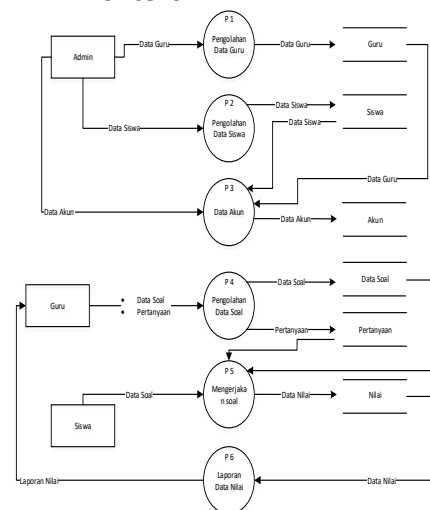 P 1
Pengolahan
Data Guru
Admin
Data Guru
Data Guru
Guru
P 2
Pengolahan
Data Siswa
Data Siswa
Data Siswa
Data Siswa
Siswa
P 3
Data Akun
Data Guru
Data Akun
Data Akun
Akun
P 4
Pengolahan
Data Soal
Guru
• Data Soal
• Pertanyaan
Data Soal
Data Soal
Pertanyaan
Pertanyaan
P 5
Mengerjaka
n soal
Data Soal
Data Nilai
Nilai
Siswa
P 6
Laporan
Data Nilai
Laporan Nilai
Data Nilai